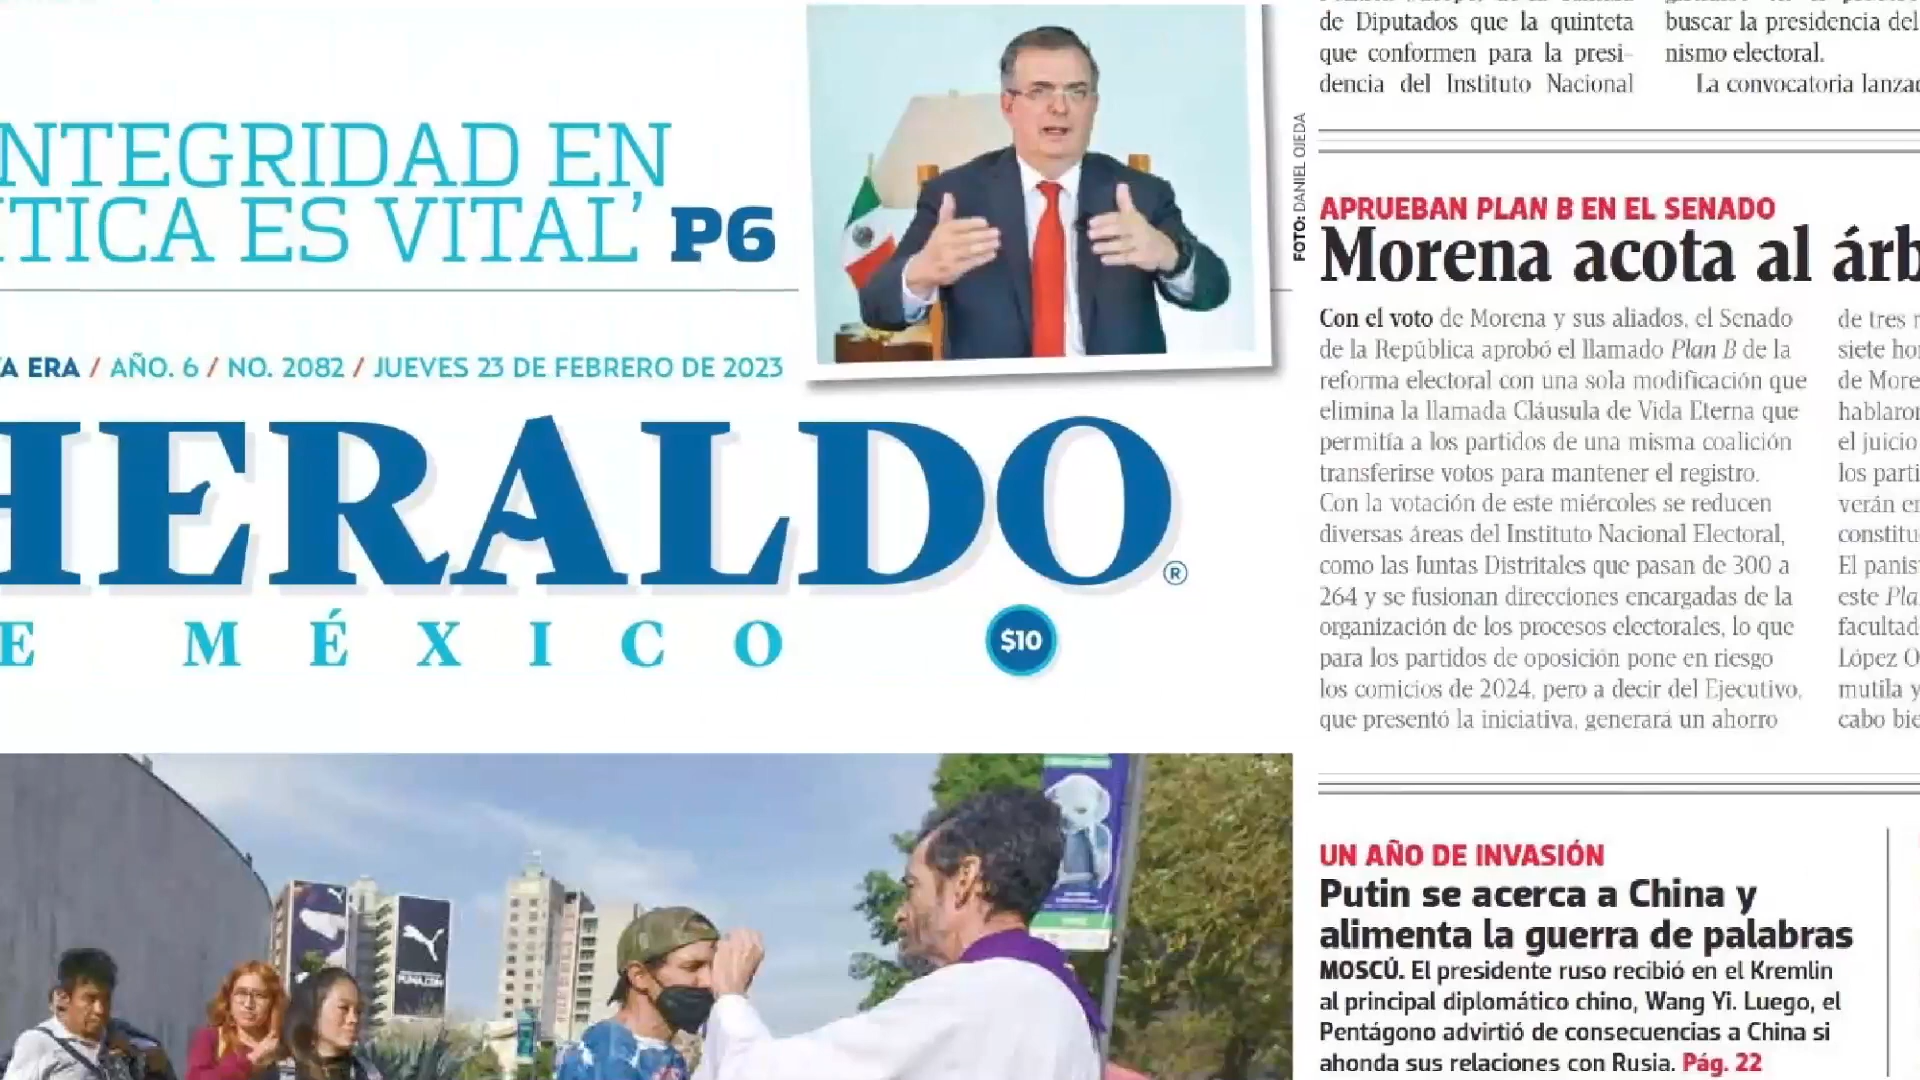 NTEGRIDAD EN
ÍTICA ES VITAL’ P6
A ERA / AÑO. 6 / NO. 2082 / JUEVES 23 DE FEBRERO DE 2023
HERALDO®
E MÉXICO
$10
FOTO: DANIEL OJEDA
de Diputados que la quinteta
que conformen para la presi-
dencia del Instituto Nacional
buscar la presidencia del
nismo electoral.
La convocatoria lanzad
APRUEBAN PLAN B EN EL SENADO
Morena acota al árb
Con el voto de Morena y sus aliados, el Senado
de la República aprobó el llamado Plan B de la
reforma electoral con una sola modificación que
elimina la llamada Cláusula de Vida Eterna que
permitía a los partidos de una misma coalición
transferirse votos para mantener el registro.
Con la votación de este miércoles se reducen
diversas áreas del Instituto Nacional Electoral,
como las Juntas Distritales que pasan de 300 a
264 y se fusionan direcciones encargadas de la
organización de los procesos electorales, lo que
para los partidos de oposición pone en riesgo
los comicios de 2024, pero a decir del Ejecutivo,
que presentó la iniciativa, generará un ahorro
de tres
siete ho
de More
hablaron
el juicio
los parti
verán en
constitu
El panis
este Pla
facultad
López O
mutila y
cabo bie
UN AÑO DE INVASIÓN
Putin se acerca a China y
alimenta la guerra de palabras
MOSCÚ. El presidente ruso recibió en el Kremlin
al principal diplomático chino, Wang Yi. Luego, el
Pentágono advirtió de consecuencias a China si
ahonda sus relaciones con Rusia. Pág. 22